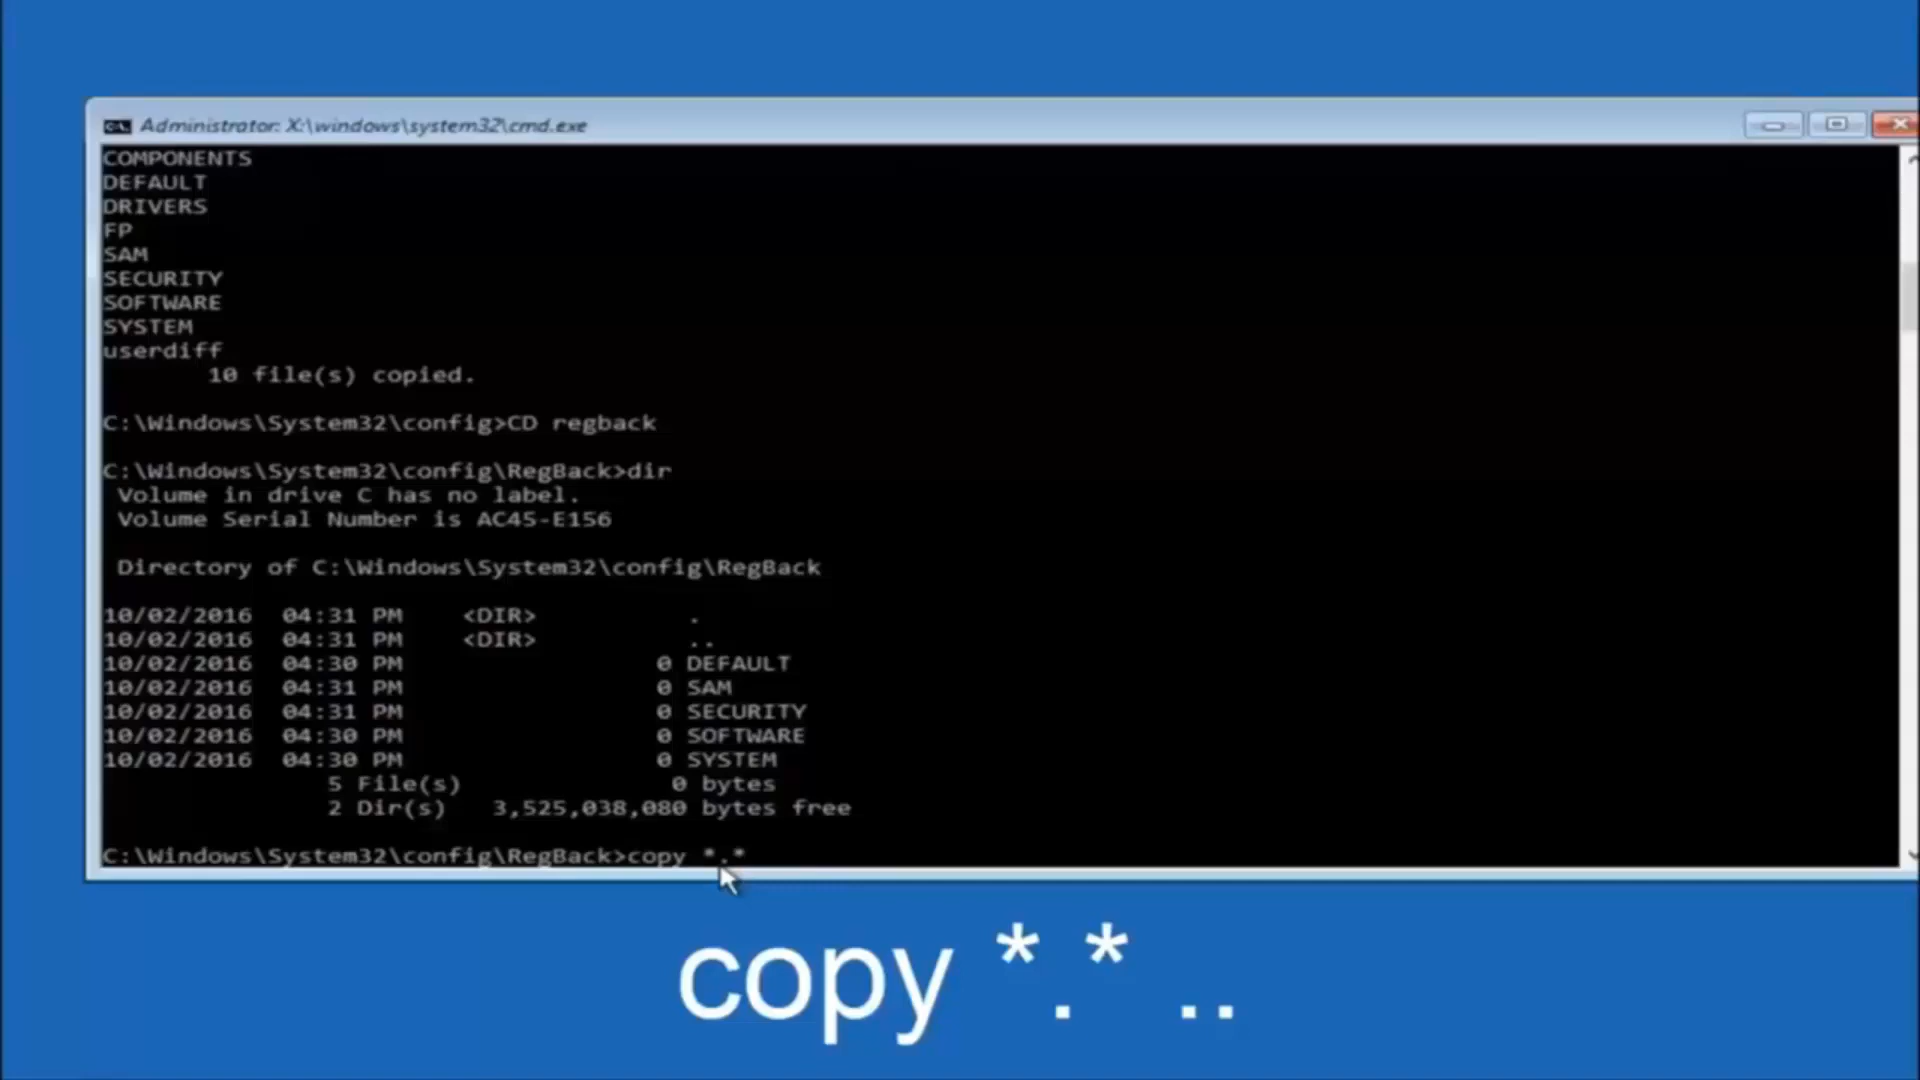 Administrator: X:\windows\system32\cmd.exe
COMPONENTS
DEFAULT
DRIVERS
FP
SAM
SECURITY
SOFTWARE
SYSTEM
userdiff
10 file(s) copied.
C:\Windows\System32\config>CD regback
C:\Windows\System32\config\RegBack>dir
Volume in drive C has no label.
Volume Serial Number is AC45-E156
Directory of C:\Windows\System32\config\RegBack
10/02/2016 04:31 PM <DIR> .
10/02/2016 04:31 PM <DIR> ..
10/02/2016 04:30 PM 0 DEFAULT
10/02/2016 04:31 PM 0 SAM
10/02/2016 04:31 PM 0 SECURITY
10/02/2016 04:30 PM 0 SOFTWARE
10/02/2016 04:30 PM 0 SYSTEM
5 File(s) 0 bytes
2 Dir(s) 3,525,038,080 bytes free
C:\Windows\System32\config\RegBack>copy *.*
copy *.* ..